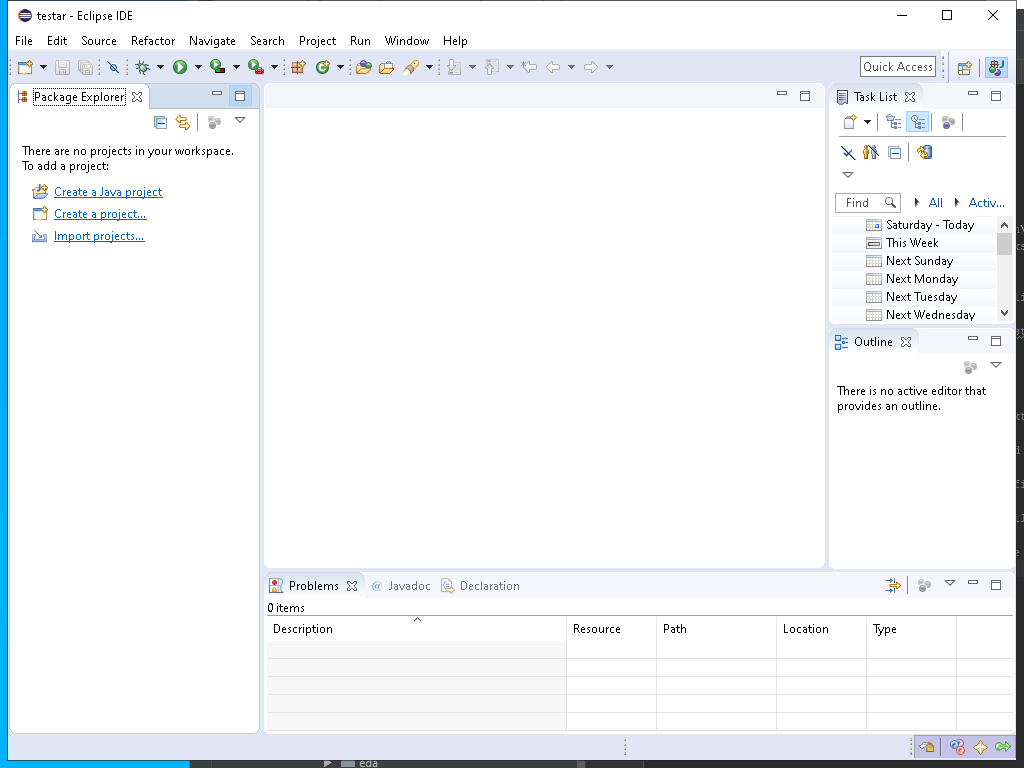 testar - Eclipse IDE
File Edit Source Refactor Navigate Search Project Run Window Help
Quick Access
Package Explorer
There are no projects in your workspace.
To add a project:
Create a Java project
Create a project...
Import projects...
Task List
Find All Activ...
Saturday - Today
This Week
Next Sunday
Next Monday
Next Tuesday
Next Wednesday
Outline
There is no active editor that
provides an outline.
Problems @ Javadoc Declaration
0 items
Description Resource Path Location Type
eda